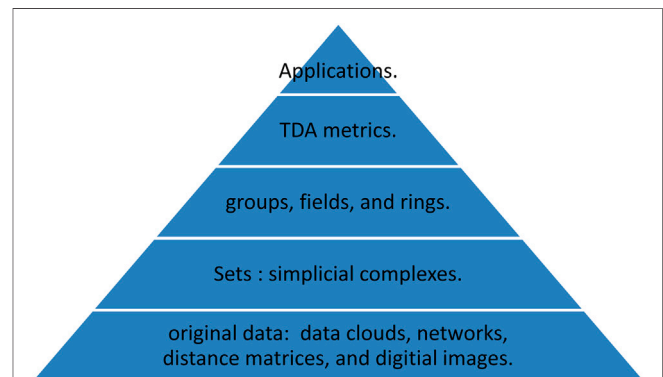 Applications.
TDA metrics.
groups, fields, and rings.
Sets : simplicial complexes.
original data: data clouds, networks,
distance matrices, and digitial images.